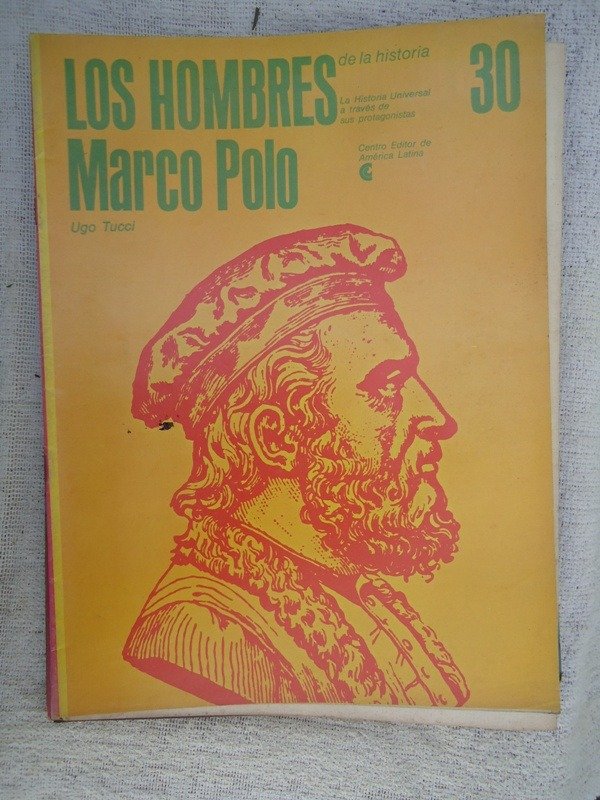 LOS HOMBRES de la historia
30
La Historia Universal
a través de
sus protagonistas
Marco Polo
Centro Editor de
América Latina
Ugo Tucci